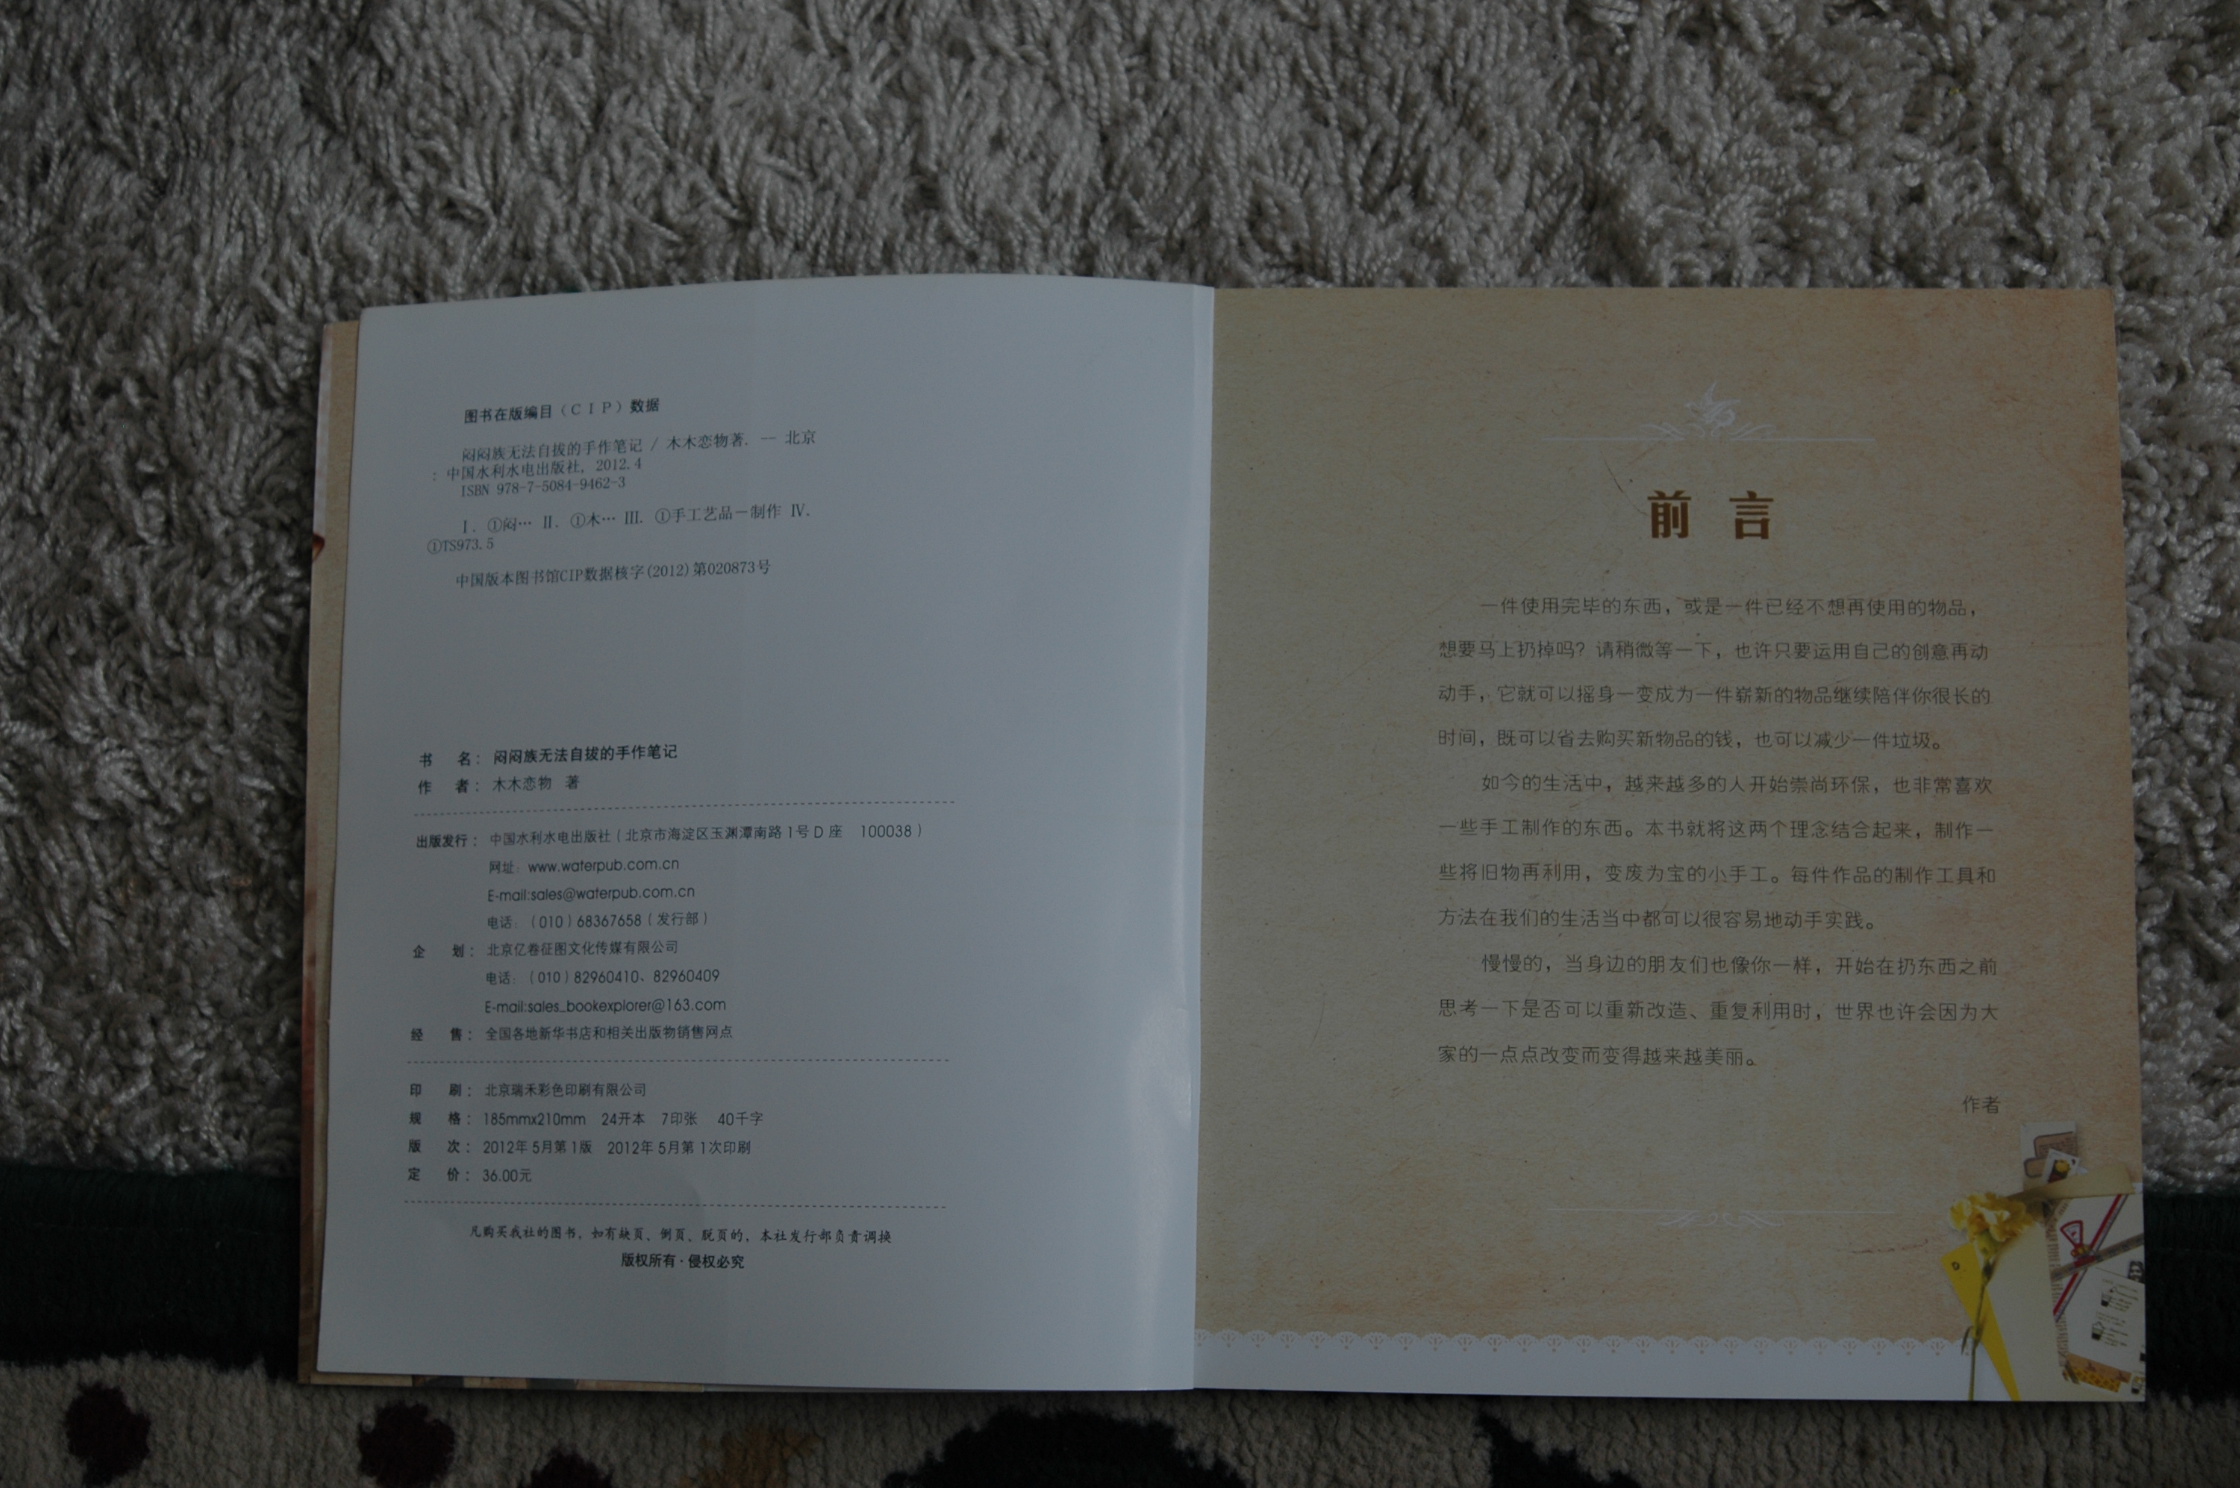 图书在版编目（CIP）数据
闷闷族无法自拔的手作笔记 / 木木恋物著. -- 北京
：中国水利水电出版社, 2012.4
ISBN 978-7-5084-9462-3
Ⅰ. ①闷… Ⅱ. ①木… Ⅲ. ①手工艺品－制作 Ⅳ.
①TS973.5
中国版本图书馆CIP数据核字(2012)第020873号
书 名：闷闷族无法自拔的手作笔记
作 者：木木恋物 著
出版发行：中国水利水电出版社（北京市海淀区玉渊潭南路1号D座 100038）
网址：www.waterpub.com.cn
E-mail:sales@waterpub.com.cn
电话：（010）68367658（发行部）
企 划：北京亿卷征图文化传媒有限公司
电话：（010）82960410、82960409
E-mail:sales_bookexplorer@163.com
经 售：全国各地新华书店和相关出版物销售网点
印 刷：北京瑞禾彩色印刷有限公司
规 格：185mmx210mm 24开本 7印张 40千字
版 次：2012年5月第1版 2012年5月第1次印刷
定 价：36.00元
凡购买我社的图书，如有缺页、倒页、脱页的，本社发行部负责调换
版权所有·侵权必究
前 言
一件使用完毕的东西，或是一件已经不想再使用的物品，
想要马上扔掉吗？请稍微等一下，也许只要运用自己的创意再动
动手，它就可以摇身一变成为一件崭新的物品继续陪伴你很长的
时间，既可以省去购买新物品的钱，也可以减少一件垃圾。
如今的生活中，越来越多的人开始崇尚环保，也非常喜欢
一些手工制作的东西。本书就将这两个理念结合起来，制作一
些将旧物再利用，变废为宝的小手工。每件作品的制作工具和
方法在我们的生活当中都可以很容易地动手实践。
慢慢的，当身边的朋友们也像你一样，开始在扔东西之前
思考一下是否可以重新改造、重复利用时，世界也许会因为大
家的一点点改变而变得越来越美丽。
作者